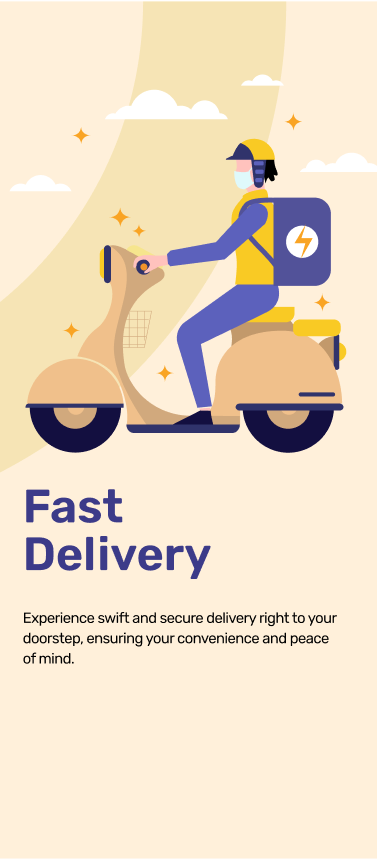 Fast
Delivery
Experience swift and secure delivery right to your
doorstep, ensuring your convenience and peace
of mind.